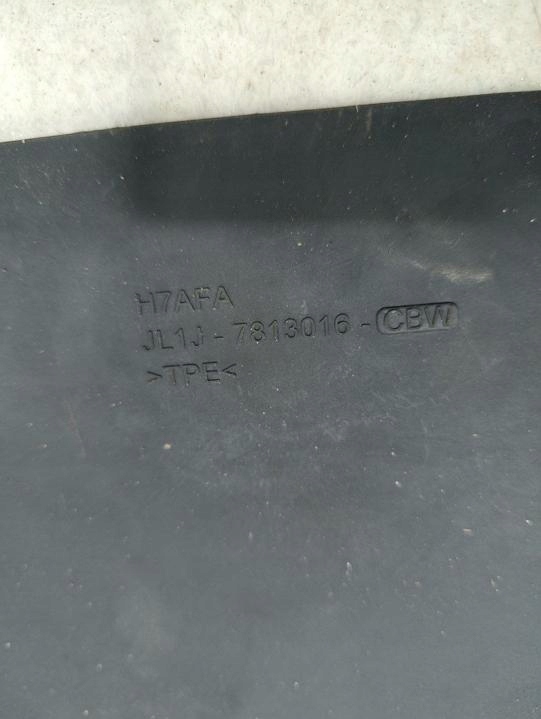 H7AFA
JL1J - 7813016 - CBW
>TPE<